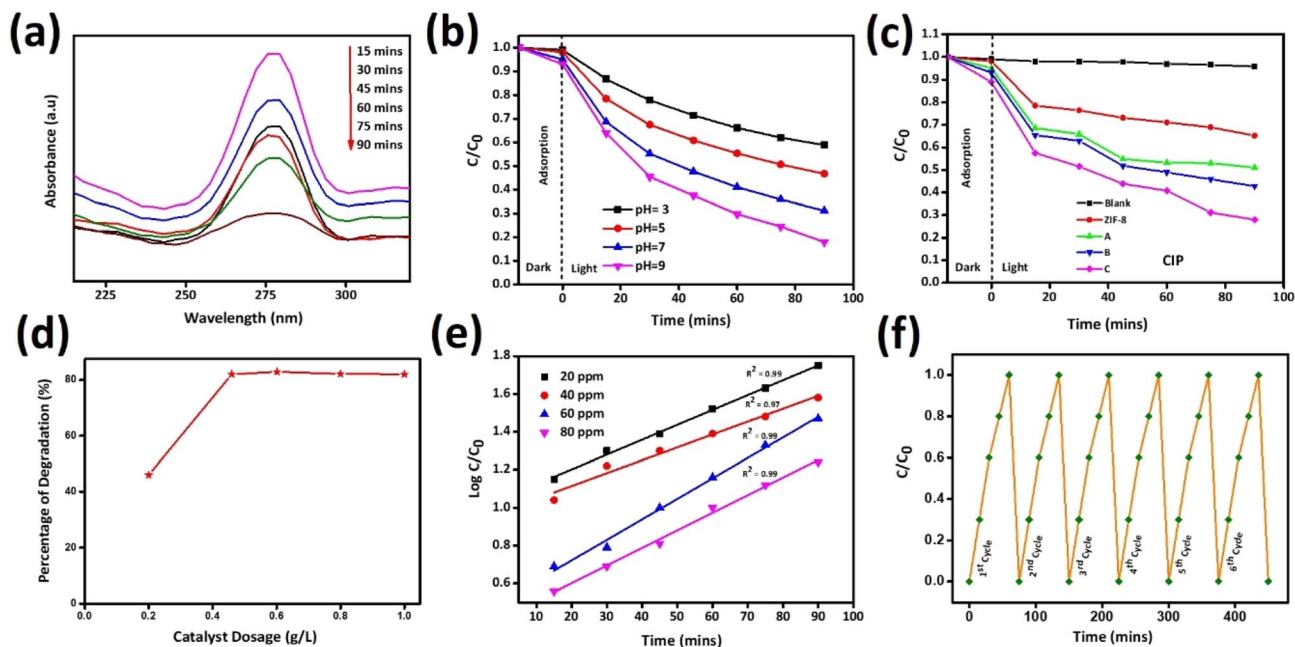 (a)
15 mins
30 mins
45 mins
60 mins
75 mins
90 mins
Absorbance (a.u)
225 250 275 300
Wavelength (nm)
(b)
1.0
0.9
0.8
0.7
0.6
0.5
0.4
0.3
0.2
0.1
0.0
C/C0
Adsorption
pH= 3
pH= 5
pH= 7
pH=9
Dark Light
0 20 40 60 80 100
Time (mins)
(c)
1.1
1.0
0.9
0.8
0.7
0.6
0.5
0.4
0.3
0.2
0.1
0.0
C/C0
Adsorption
Blank
ZIF-8
A
B
C
CIP
Dark Light
0 20 40 60 80 100
Time (mins)
(d)
80
60
40
20
0
Percentage of Degradation (%)
0.0 0.2 0.4 0.6 0.8 1.0
Catalyst Dosage (g/L)
(e)
1.8
1.6
1.4
1.2
1.0
0.8
0.6
Log C/C0
20 ppm
40 ppm
60 ppm
80 ppm
R2 = 0.99
R2 = 0.97
R2 = 0.99
R2 = 0.99
10 20 30 40 50 60 70 80 90 100
Time (mins)
(f)
1.0
0.8
0.6
0.4
0.2
0.0
C/C0
1st Cycle
2nd Cycle
3rd Cycle
4th Cycle
5th Cycle
6th Cycle
0 100 200 300 400
Time (mins)